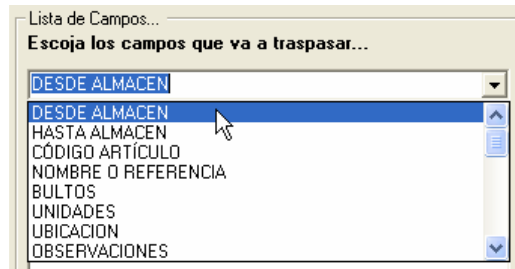 Lista de Campos...
Escoja los campos que va a traspasar...
DESDE ALMACEN
DESDE ALMACEN
HASTA ALMACEN
CÓDIGO ARTÍCULO
NOMBRE O REFERENCIA
BULTOS
UNIDADES
UBICACION
OBSERVACIONES